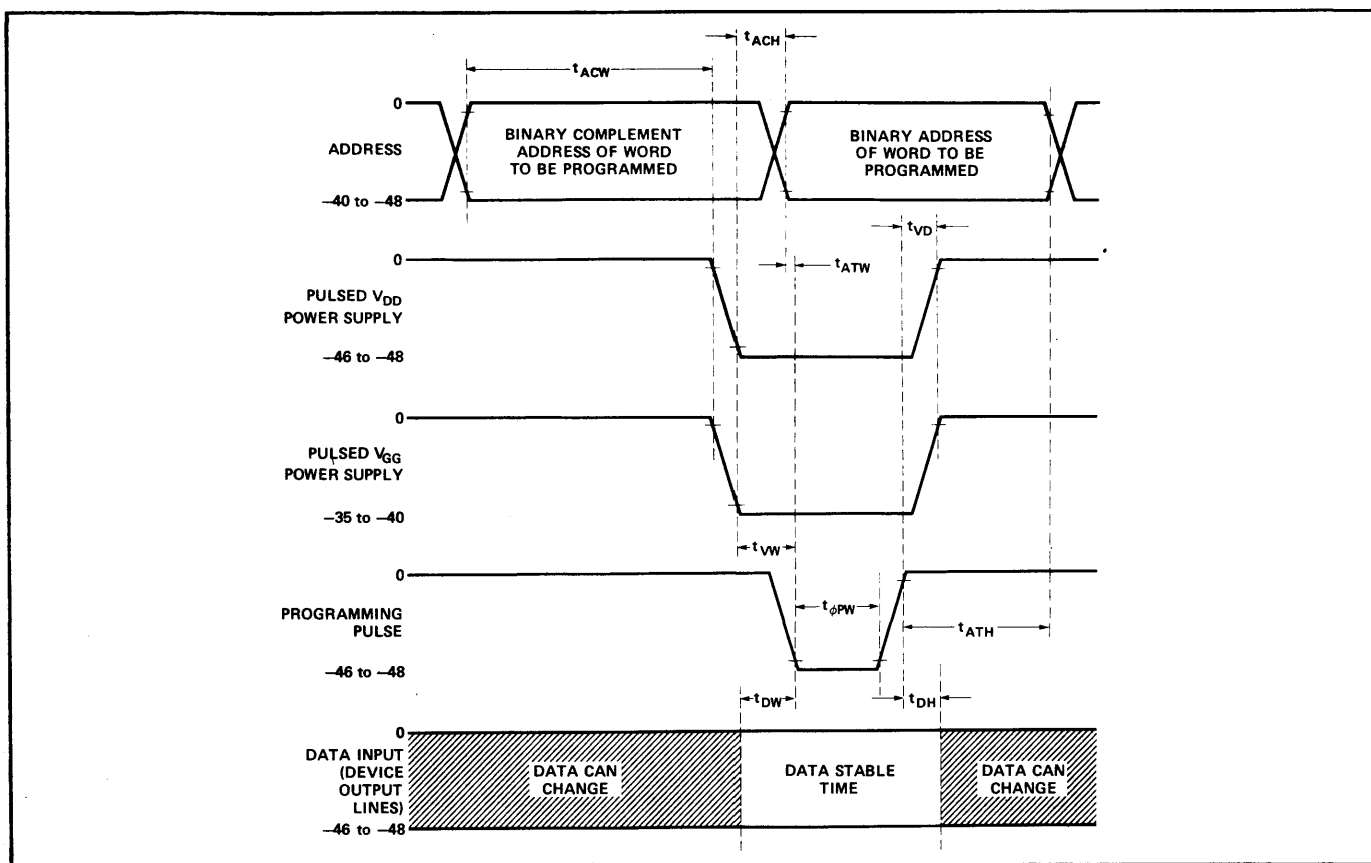 tACH
tACW
0
ADDRESS
−40 to −48
BINARY COMPLEMENT
ADDRESS OF WORD
TO BE PROGRAMMED
BINARY ADDRESS
OF WORD TO BE
PROGRAMMED
tVD
tATW
0
PULSED VDD
POWER SUPPLY
−46 to −48
0
PULSED VGG
POWER SUPPLY
−35 to −40
tVW
0
PROGRAMMING
PULSE
−46 to −48
tφPW
tATH
tDW
tDH
0
DATA INPUT
(DEVICE
OUTPUT
LINES)
−46 to −48
DATA CAN
CHANGE
DATA STABLE
TIME
DATA CAN
CHANGE